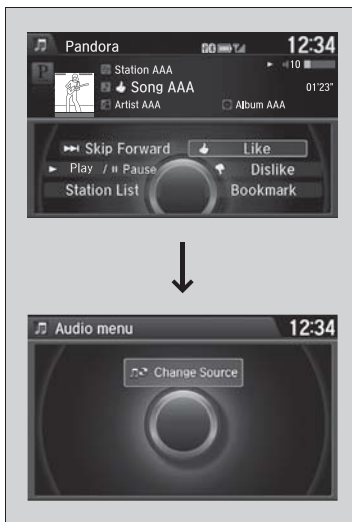 Pandora 12:34
Station AAA 10
Song AAA 01'23"
Artist AAA Album AAA
Skip Forward Like
Play / Pause Dislike
Station List Bookmark
Audio menu 12:34
Change Source